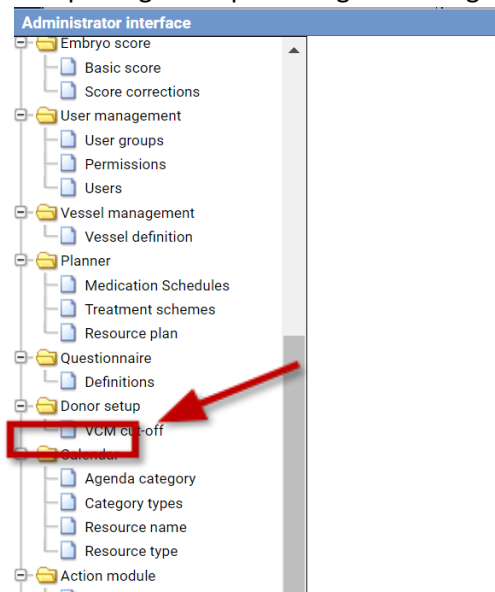 Administrator interface
Embryo score
Basic score
Score corrections
User management
User groups
Permissions
Users
Vessel management
Vessel definition
Planner
Medication Schedules
Treatment schemes
Resource plan
Questionnaire
Definitions
Donor setup
VCM cut-off
Calendar
Agenda category
Category types
Resource name
Resource type
Action module